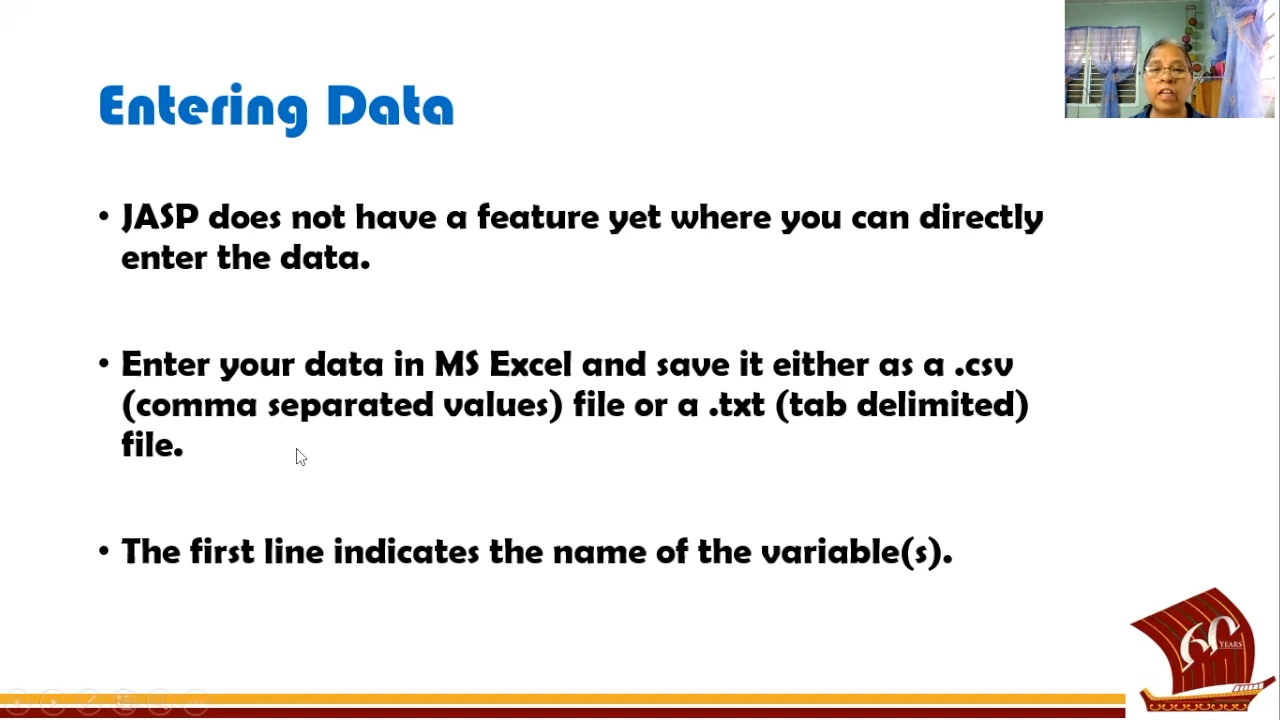 Entering Data
• JASP does not have a feature yet where you can directly
enter the data.
• Enter your data in MS Excel and save it either as a .csv
(comma separated values) file or a .txt (tab delimited)
file.
• The first line indicates the name of the variable(s).
60
YEARS